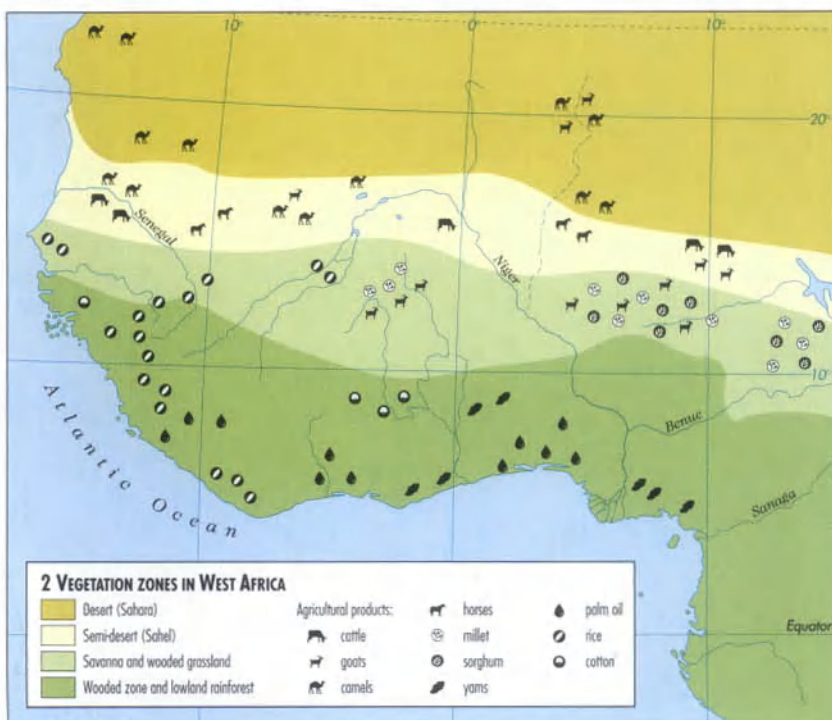 10°
0°
10°
20°
Senegal
Niger
10°
Benue
Atlantic Ocean
Sanaga
Equator
2 VEGETATION ZONES IN WEST AFRICA
Desert (Sahara)
Semi-desert (Sahel)
Savanna and wooded grassland
Wooded zone and lowland rainforest
Agricultural products:
cattle
goats
camels
horses
millet
sorghum
yams
palm oil
rice
cotton